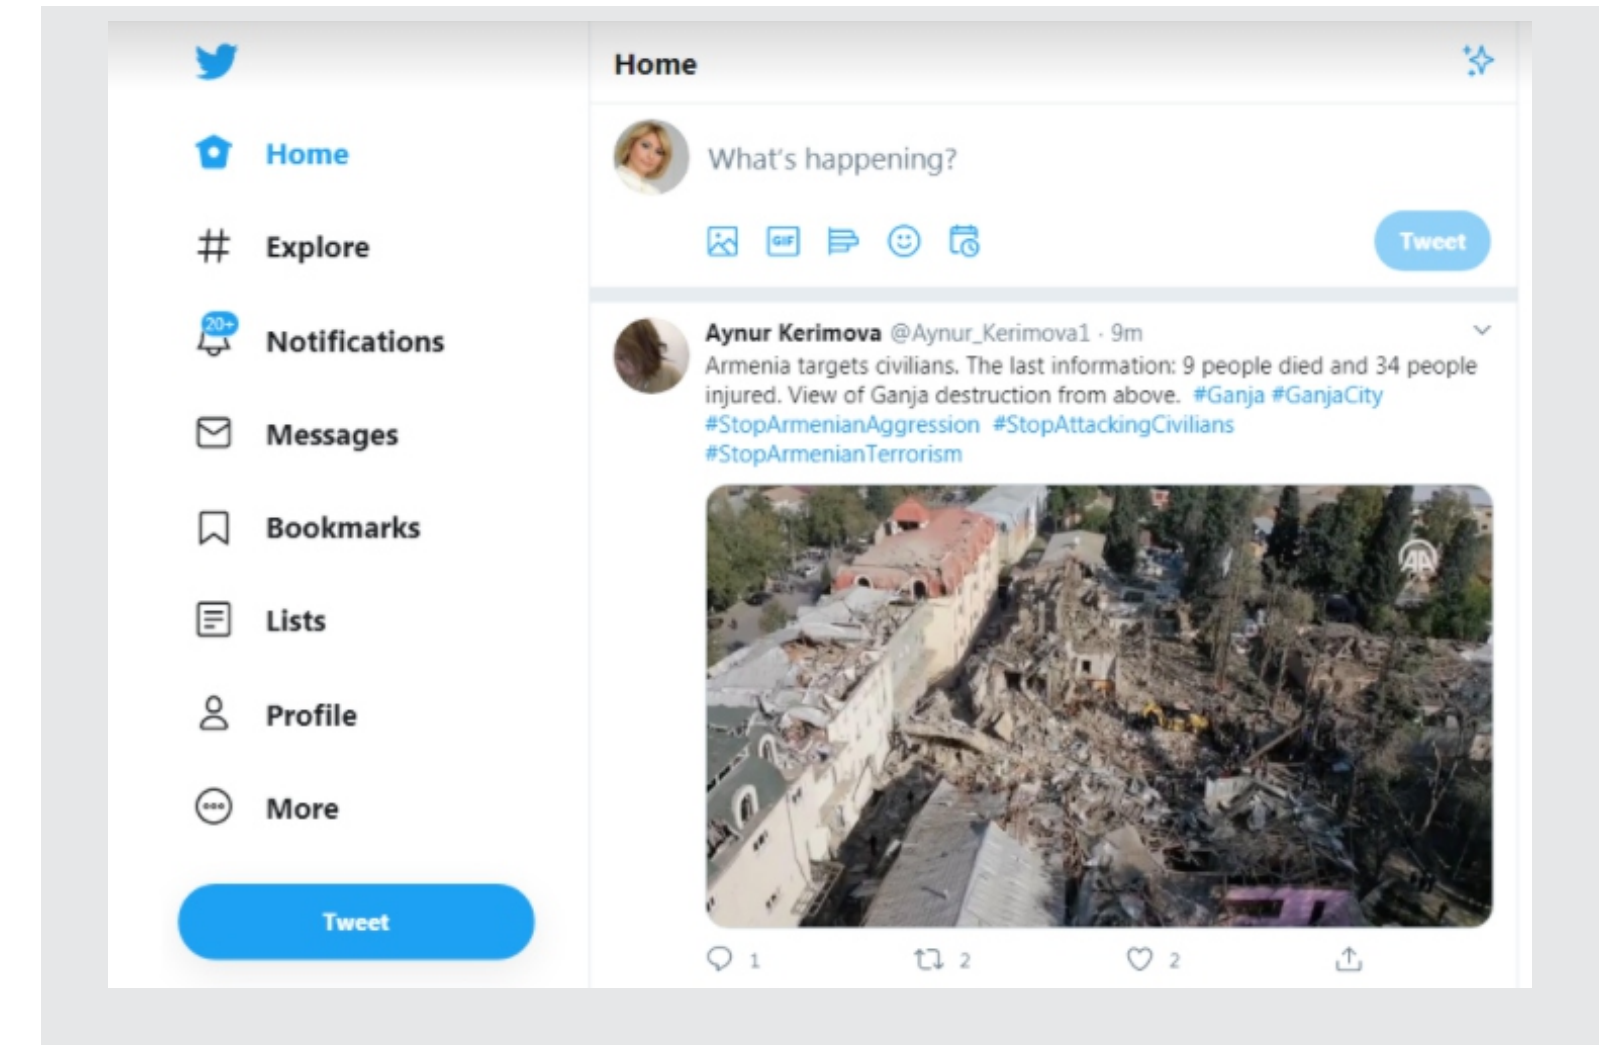 Home
Explore
20+
Notifications
Messages
Bookmarks
Lists
Profile
More
Tweet
Home
What's happening?
GIF
Tweet
Aynur Kerimova @Aynur_Kerimova1 · 9m
Armenia targets civilians. The last information: 9 people died and 34 people
injured. View of Ganja destruction from above. #Ganja #GanjaCity
#StopArmenianAggression #StopAttackingCivilians
#StopArmenianTerrorism
AA
1 2 2